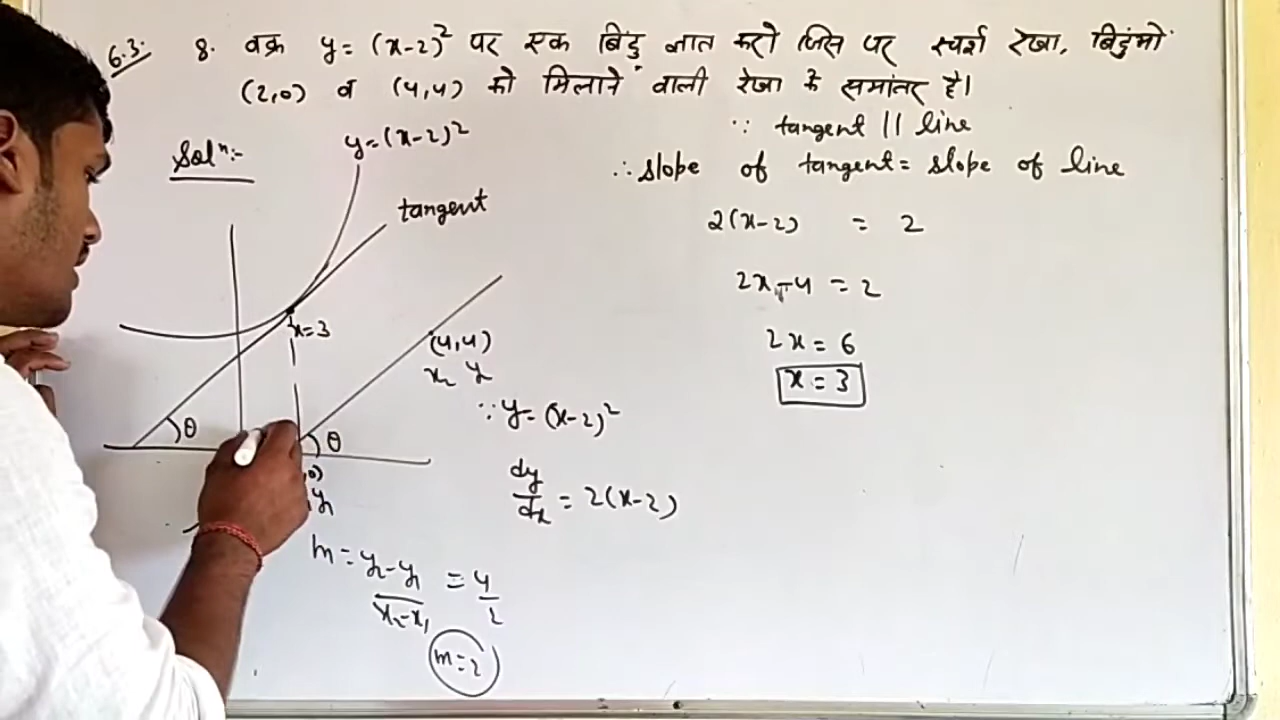 6.3.
8. वक्र y = (x-2)² पर एक बिंदु ज्ञात करो जिस पर स्पर्श रेखा, बिंदुओं
(2,0) व (4,4) को मिलाने वाली रेखा के समांतर है।
Solⁿ:-
y=(x-2)²
tangent
x=3
(4,4)
x₂ y
θ
θ
,0)
y₁
m = y₂-y₁/x₂-x₁ = 4/2
m=2
∵ y = (x-2)²
dy/dx = 2(x-2)
∵ tangent || line
∴ slope of tangent = slope of line
2(x-2) = 2
2x-4 = 2
2x = 6
x = 3